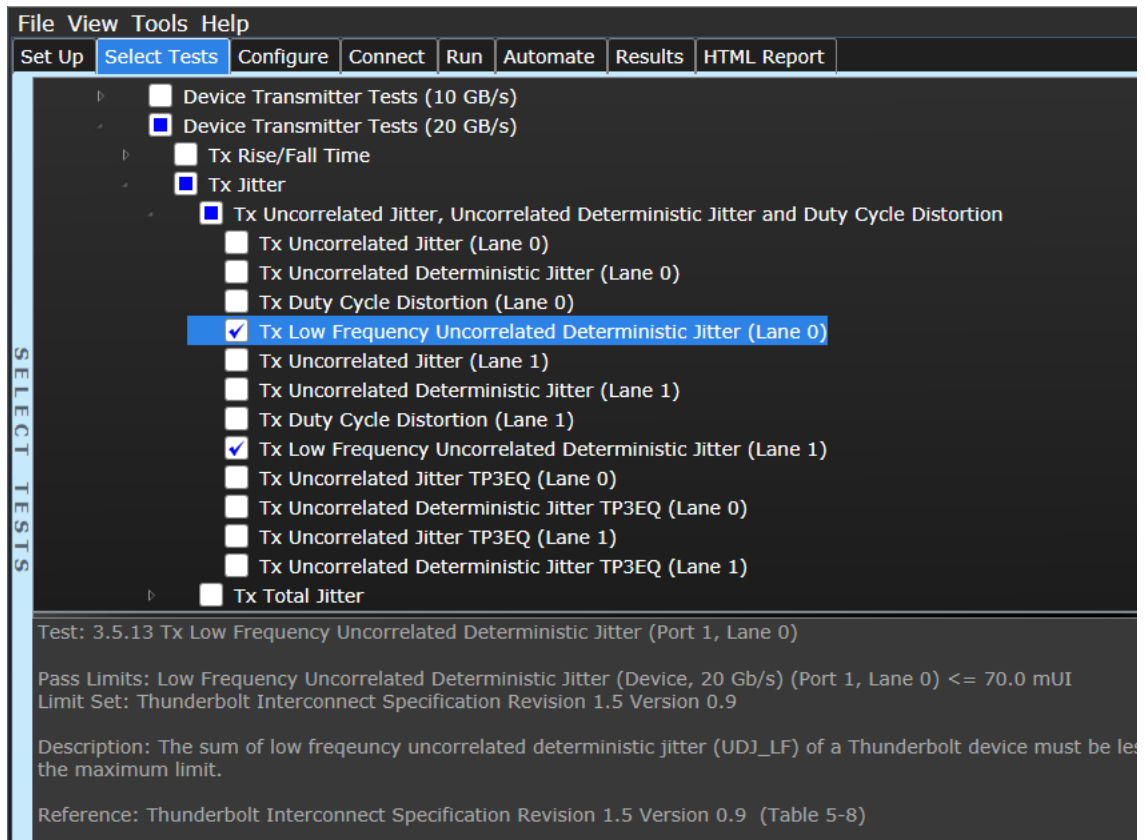 File View Tools Help
Set Up Select Tests Configure Connect Run Automate Results HTML Report
Device Transmitter Tests (10 GB/s)
Device Transmitter Tests (20 GB/s)
Tx Rise/Fall Time
Tx Jitter
Tx Uncorrelated Jitter, Uncorrelated Deterministic Jitter and Duty Cycle Distortion
Tx Uncorrelated Jitter (Lane 0)
Tx Uncorrelated Deterministic Jitter (Lane 0)
Tx Duty Cycle Distortion (Lane 0)
Tx Low Frequency Uncorrelated Deterministic Jitter (Lane 0)
Tx Uncorrelated Jitter (Lane 1)
Tx Uncorrelated Deterministic Jitter (Lane 1)
Tx Duty Cycle Distortion (Lane 1)
Tx Low Frequency Uncorrelated Deterministic Jitter (Lane 1)
Tx Uncorrelated Jitter TP3EQ (Lane 0)
Tx Uncorrelated Deterministic Jitter TP3EQ (Lane 0)
Tx Uncorrelated Jitter TP3EQ (Lane 1)
Tx Uncorrelated Deterministic Jitter TP3EQ (Lane 1)
Tx Total Jitter
SELECT TESTS
Test: 3.5.13 Tx Low Frequency Uncorrelated Deterministic Jitter (Port 1, Lane 0)
Pass Limits: Low Frequency Uncorrelated Deterministic Jitter (Device, 20 Gb/s) (Port 1, Lane 0) <= 70.0 mUI
Limit Set: Thunderbolt Interconnect Specification Revision 1.5 Version 0.9
Description: The sum of low freqeuncy uncorrelated deterministic jitter (UDJ_LF) of a Thunderbolt device must be les
the maximum limit.
Reference: Thunderbolt Interconnect Specification Revision 1.5 Version 0.9 (Table 5-8)